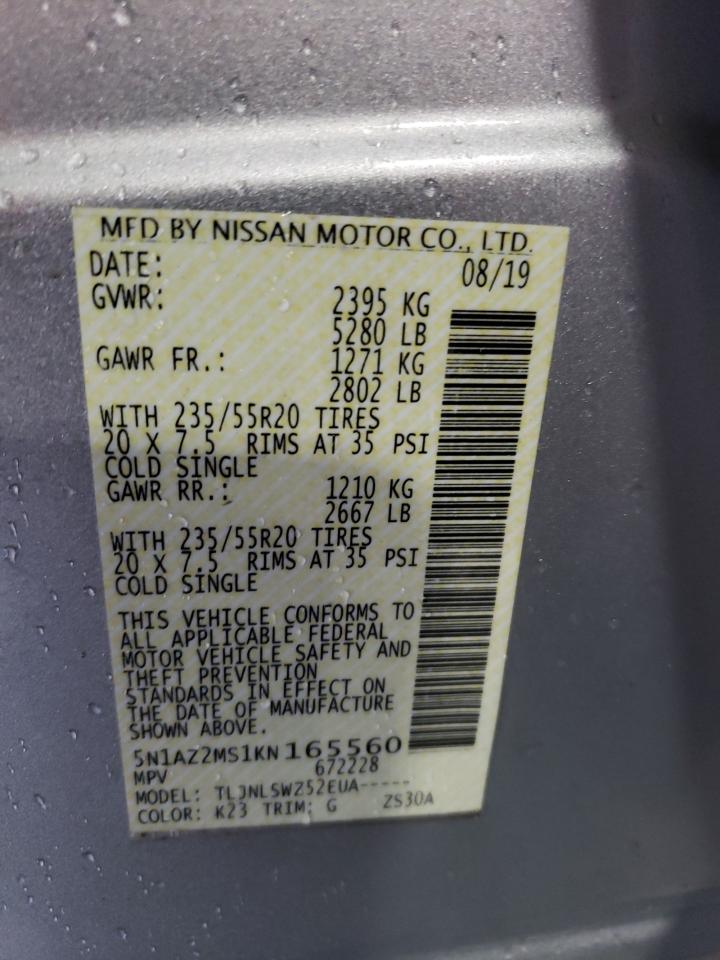 MFD BY NISSAN MOTOR CO., LTD.
DATE: 08/19
GVWR: 2395 KG
5280 LB
GAWR FR.: 1271 KG
2802 LB
WITH 235/55R20 TIRES
20 X 7.5 RIMS AT 35 PSI
COLD SINGLE
GAWR RR.: 1210 KG
2667 LB
WITH 235/55R20 TIRES
20 X 7.5 RIMS AT 35 PSI
COLD SINGLE
THIS VEHICLE CONFORMS TO
ALL APPLICABLE FEDERAL
MOTOR VEHICLE SAFETY AND
THEFT PREVENTION
STANDARDS IN EFFECT ON
THE DATE OF MANUFACTURE
SHOWN ABOVE.
5N1AZ2MS1KN165560
MPV 672228
MODEL: TLJNLSWZ52EUA-----
COLOR: K23 TRIM: G ZS30A